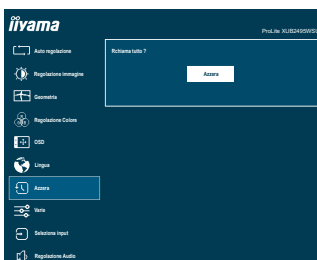 iiyama
ProLite XUB2495WSU
Auto regolazione
Richiama tutto ?
Regolazione Immagine
Azzera
Geometria
Regolazione Colore
OSD
Lingua
Azzera
Varie
Seleziona input
Regolazione Audio